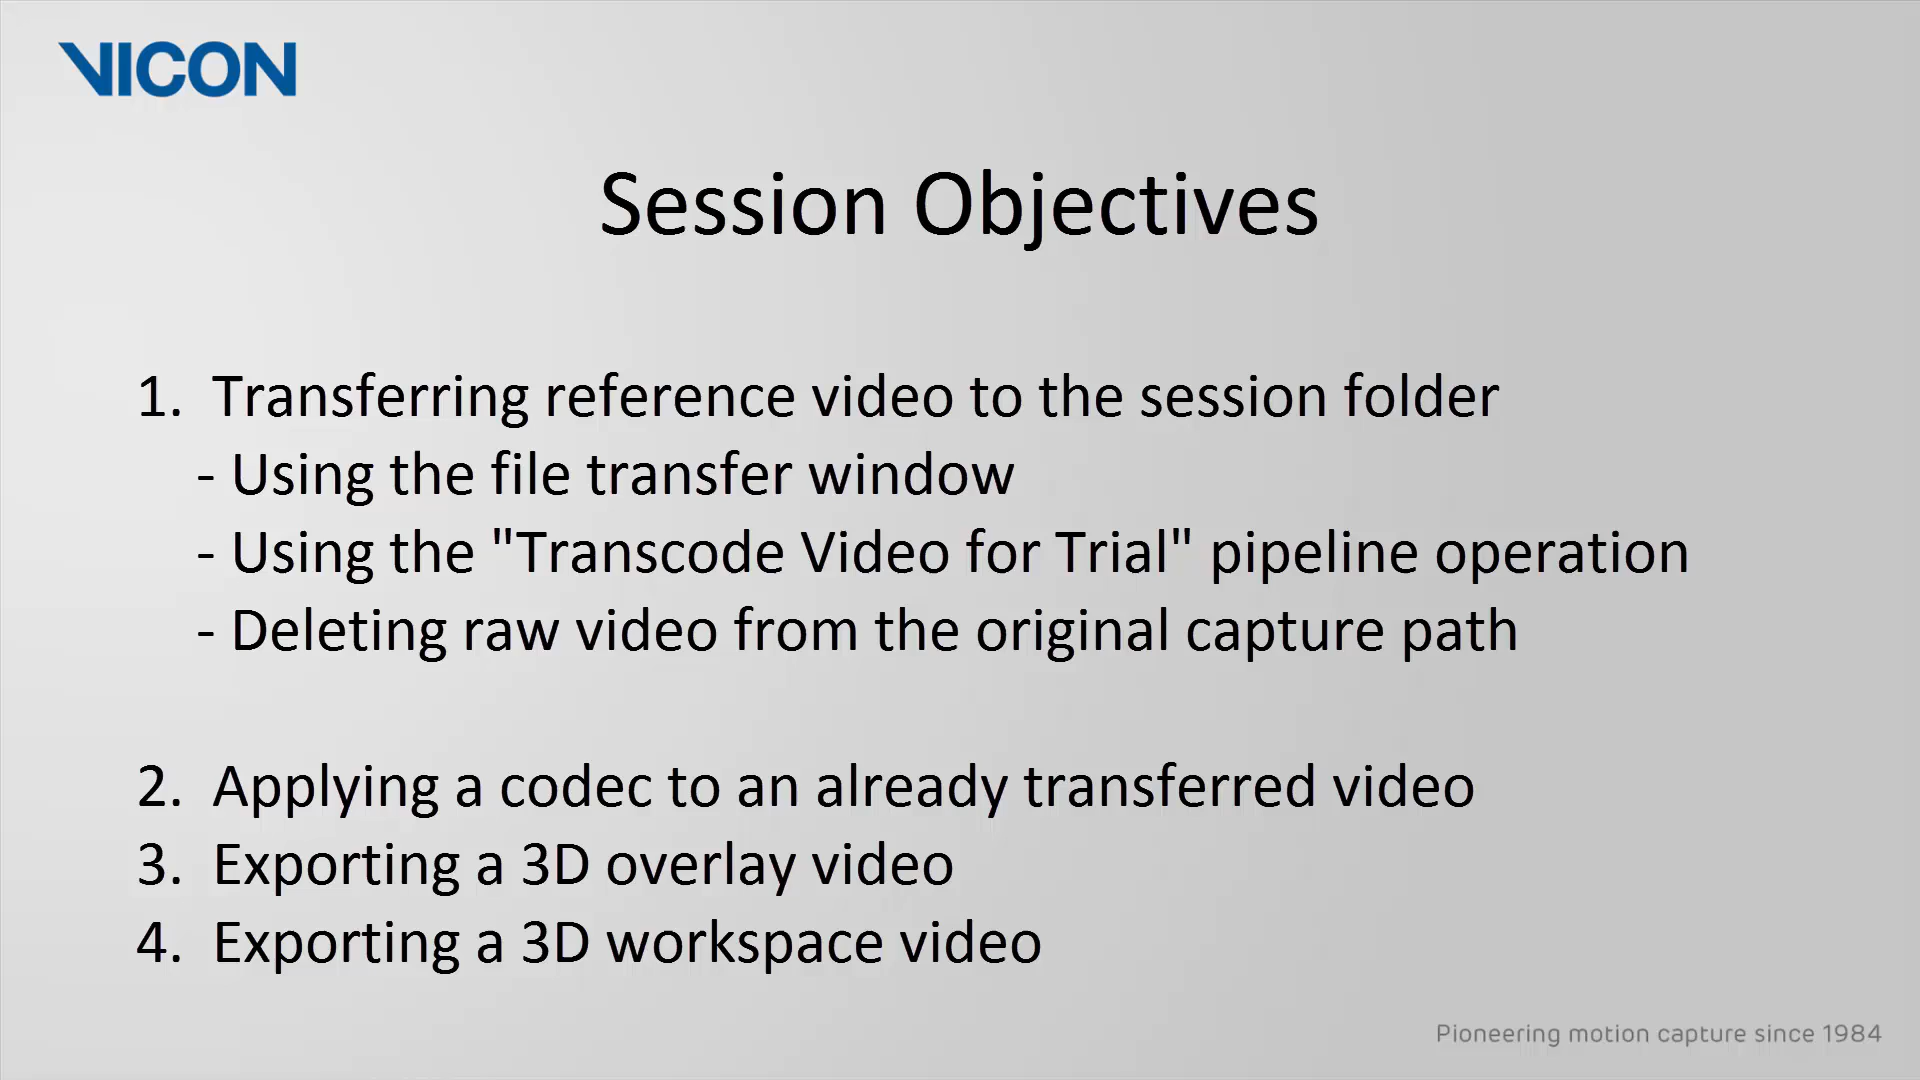 VICON
Session Objectives
1. Transferring reference video to the session folder
- Using the file transfer window
- Using the "Transcode Video for Trial" pipeline operation
- Deleting raw video from the original capture path
2. Applying a codec to an already transferred video
3. Exporting a 3D overlay video
4. Exporting a 3D workspace video
Pioneering motion capture since 1984